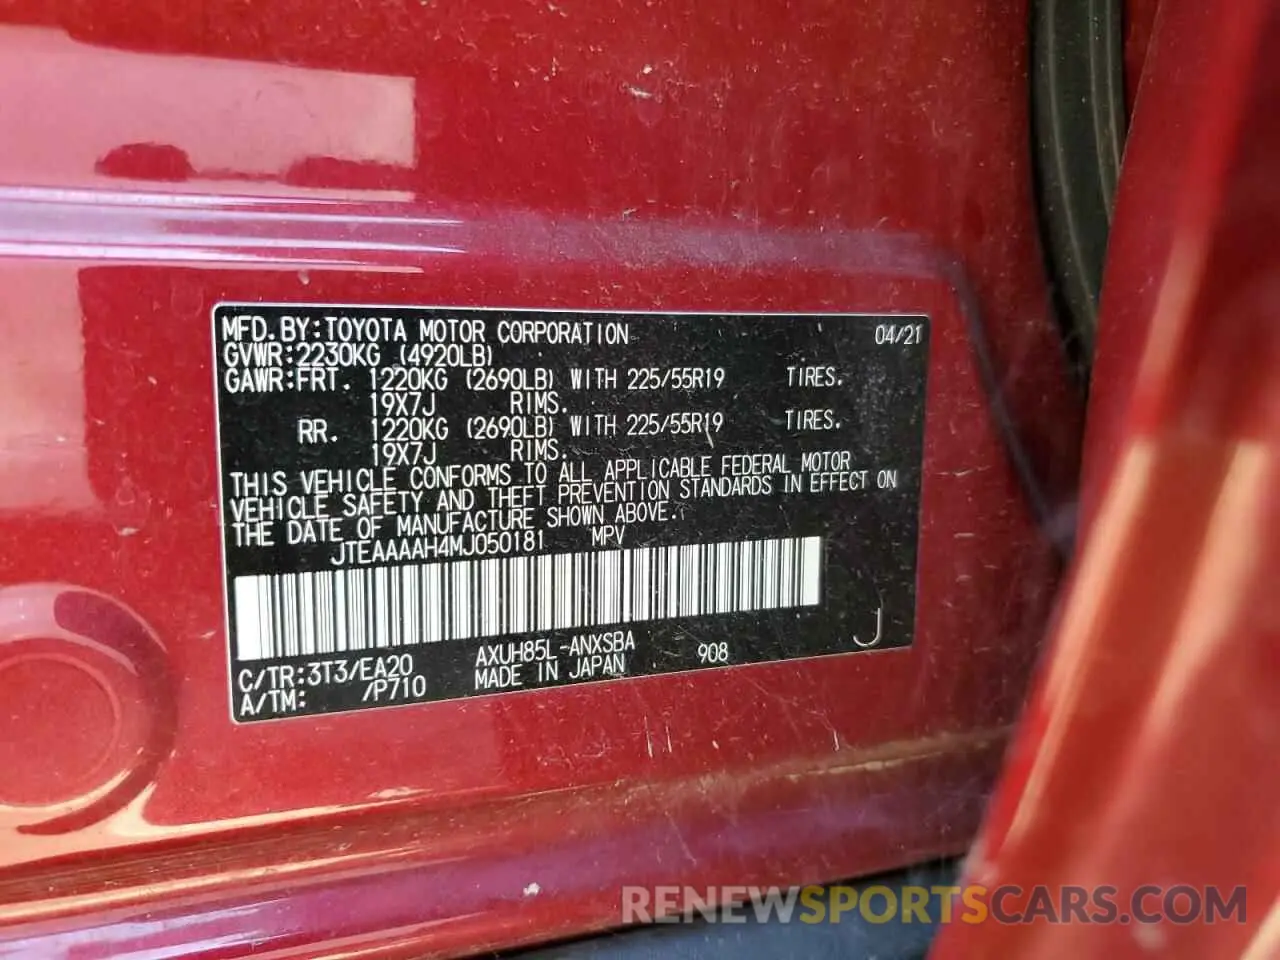 MFD.BY:TOYOTA MOTOR CORPORATION 04/21
GVWR:2230KG (4920LB)
GAWR:FRT. 1220KG (2690LB) WITH 225/55R19 TIRES.
19X7J RIMS.
RR. 1220KG (2690LB) WITH 225/55R19 TIRES.
19X7J RIMS.
THIS VEHICLE CONFORMS TO ALL APPLICABLE FEDERAL MOTOR
VEHICLE SAFETY AND THEFT PREVENTION STANDARDS IN EFFECT ON
THE DATE OF MANUFACTURE SHOWN ABOVE.
JTEAAAAH4MJ050181 MPV
C/TR:3T3/EA20 AXUH85L-ANXSBA 908 J
A/TM: /P710 MADE IN JAPAN
RENEWSPORTSCARS.COM